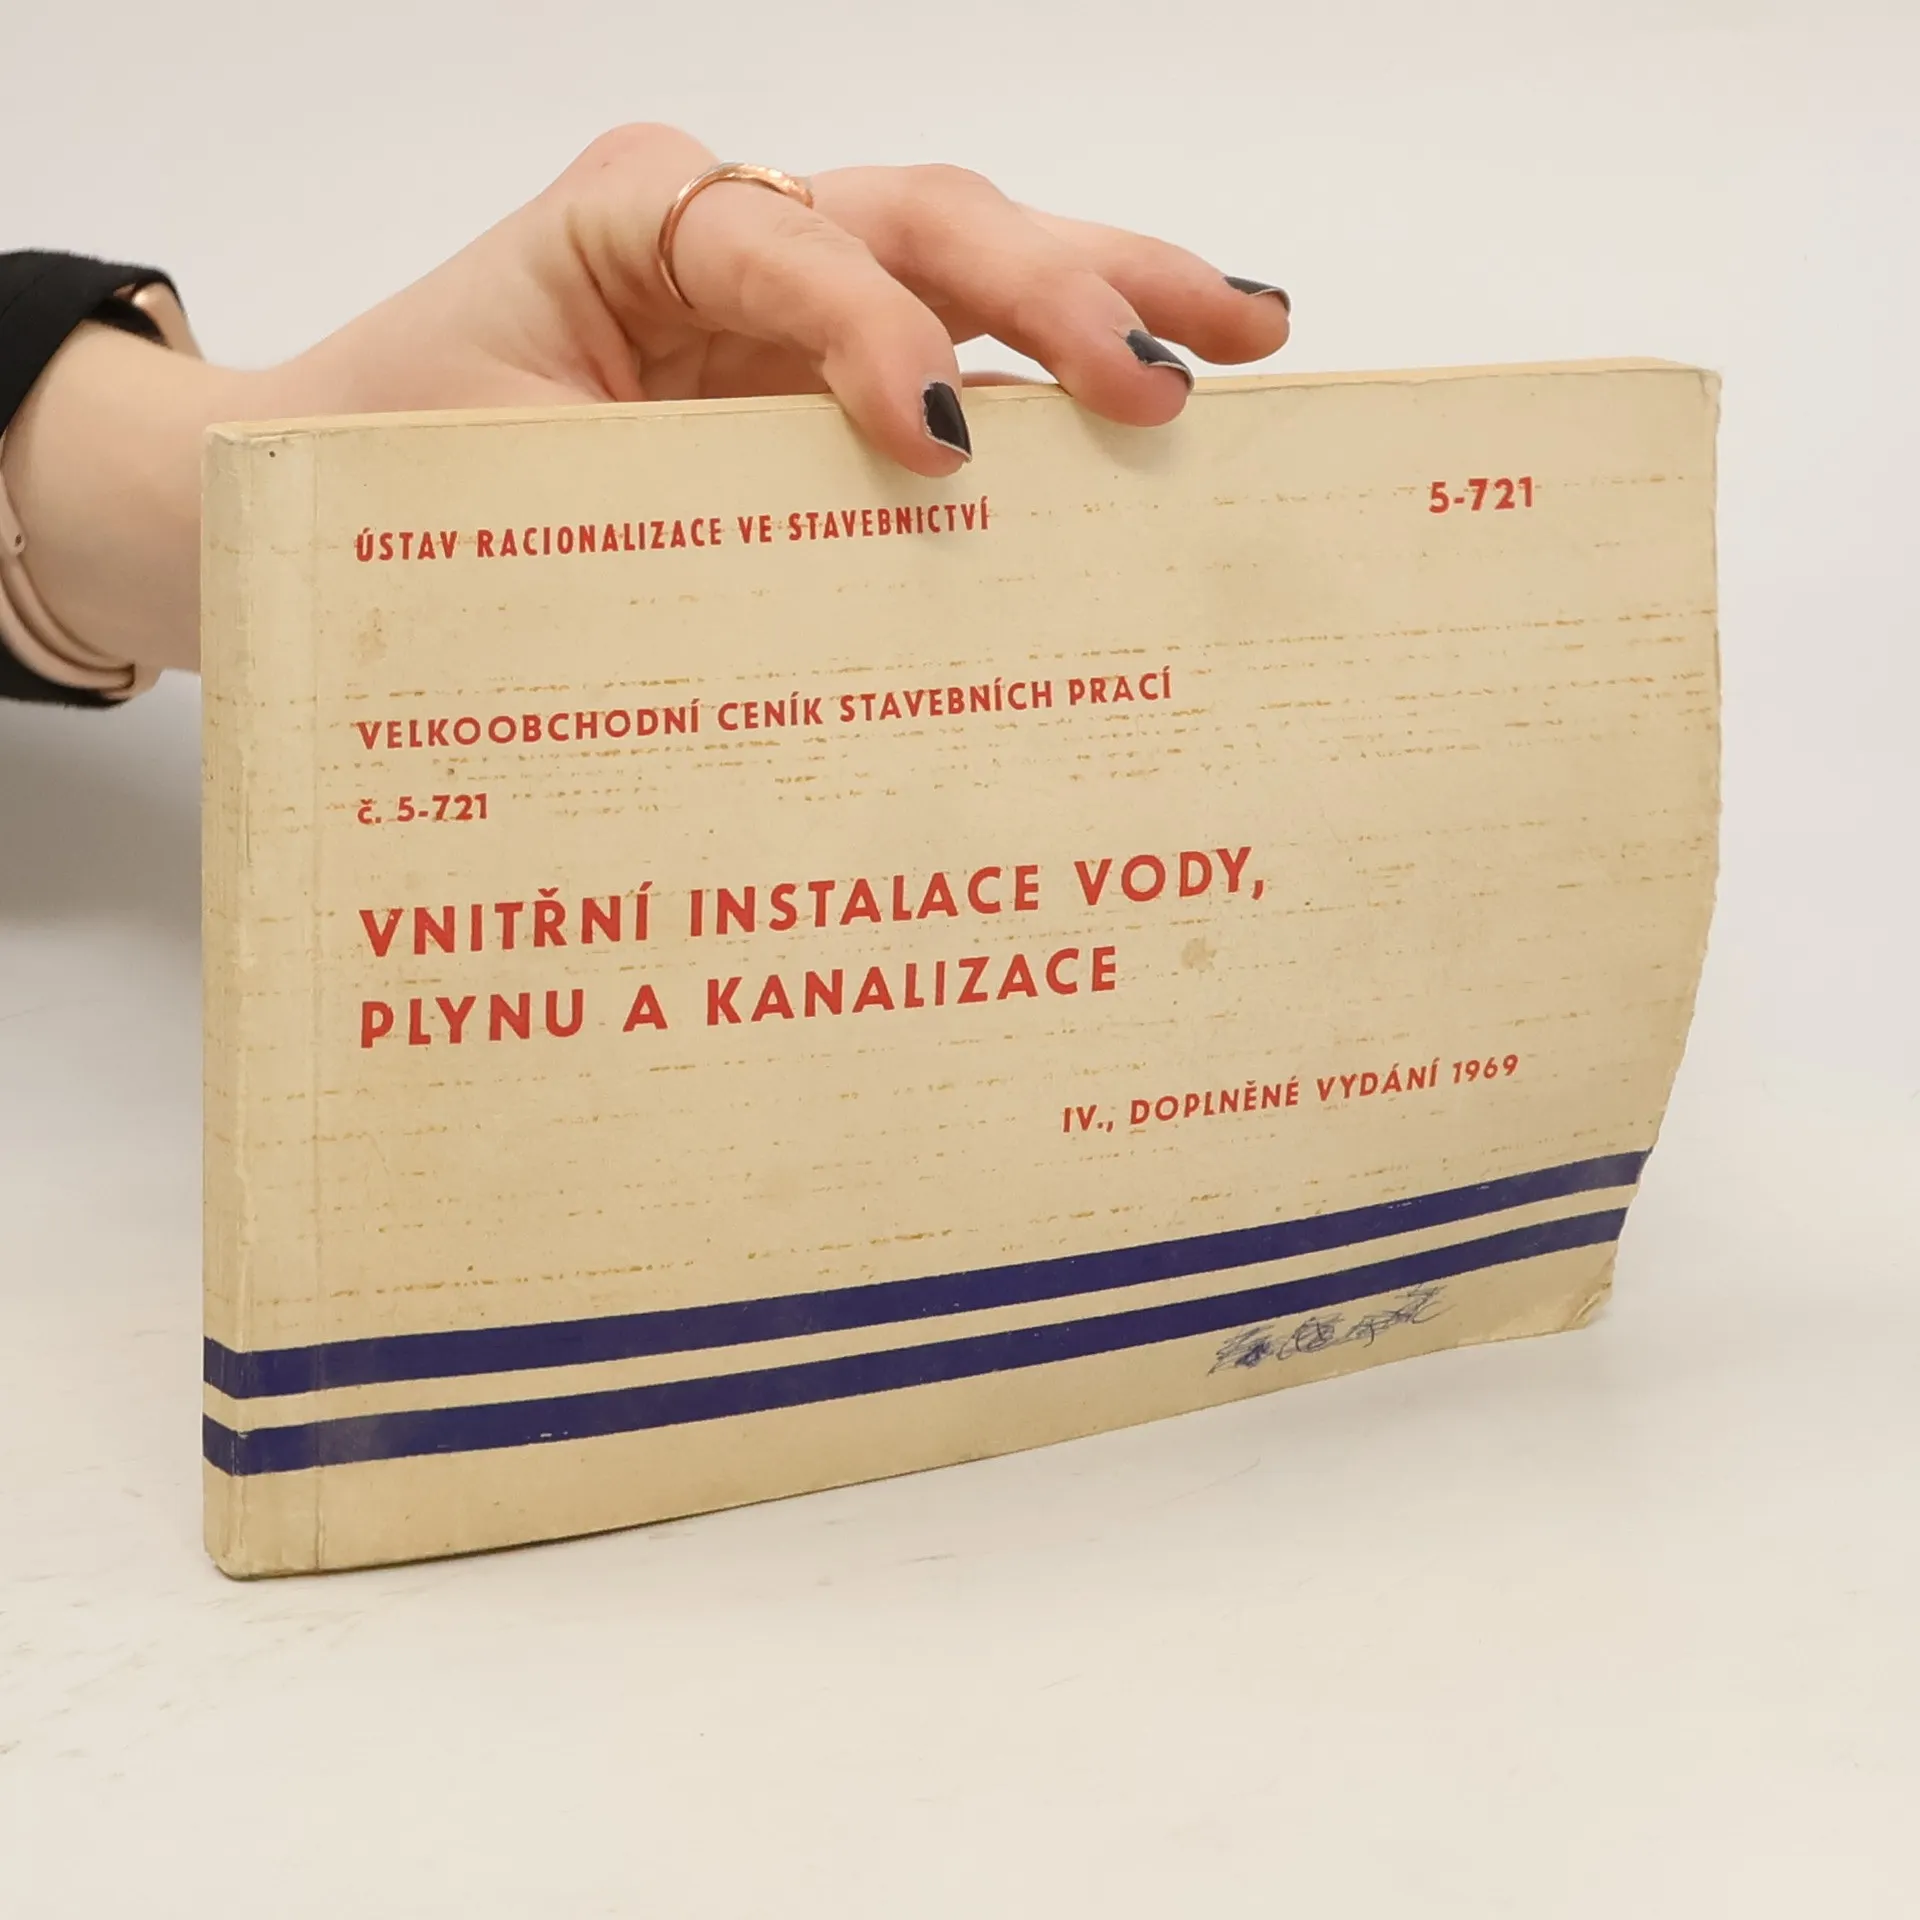 ÚSTAV RACIONALIZACE VE STAVEBNICTVÍ
5-721
VELKOOBCHODNÍ CENÍK STAVEBNÍCH PRACÍ
č. 5-721
VNITŘNÍ INSTALACE VODY,
PLYNU A KANALIZACE
IV., DOPLNĚNÉ VYDÁNÍ 1969